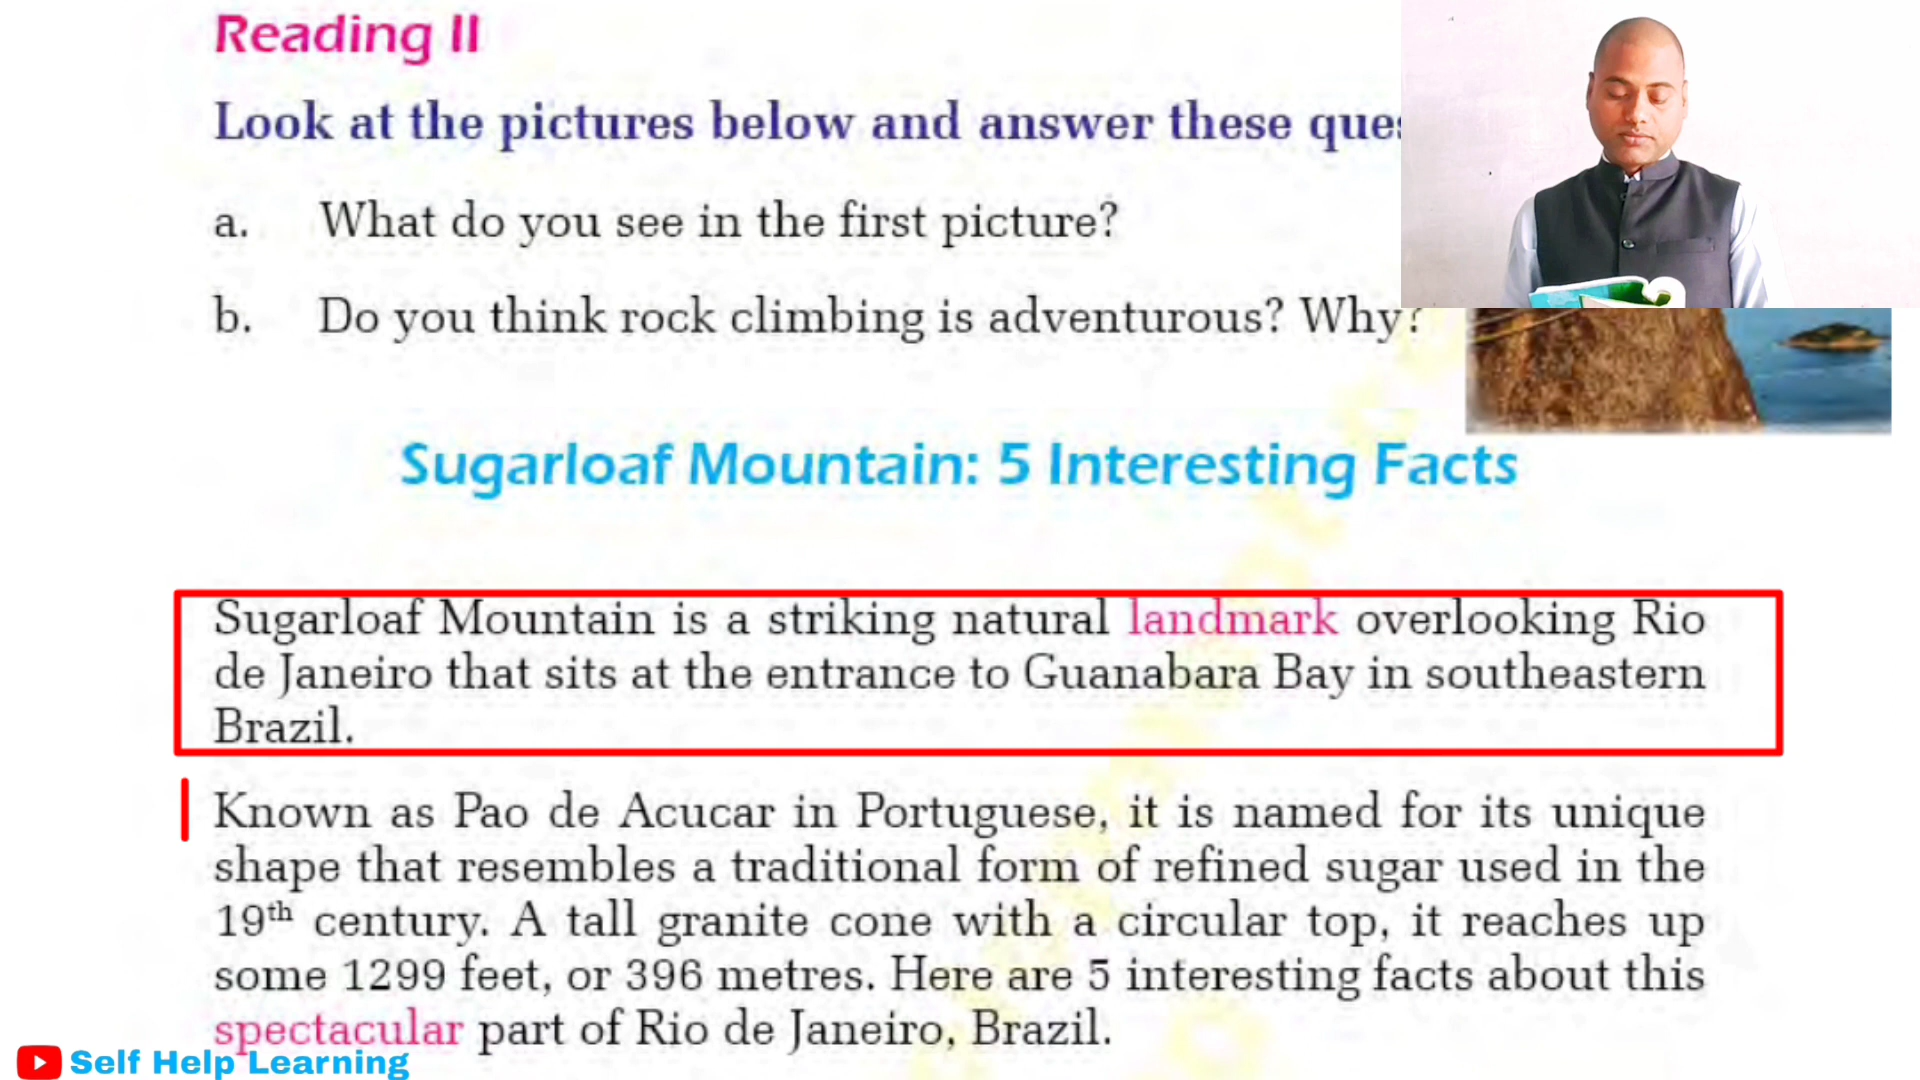 Reading II
Look at the pictures below and answer these
a. What do you see in the first picture?
b. Do you think rock climbing is adventurous? Why?
Sugarloaf Mountain: 5 Interesting Facts
Sugarloaf Mountain is a striking natural landmark overlooking Rio
de Janeiro that sits at the entrance to Guanabara Bay in southeastern
Brazil.
Known as Pao de Acucar in Portuguese, it is named for its unique
shape that resembles a traditional form of refined sugar used in the
19th century. A tall granite cone with a circular top, it reaches up
some 1299 feet, or 396 metres. Here are 5 interesting facts about this
spectacular part of Rio de Janeiro, Brazil.
Self Help Learning